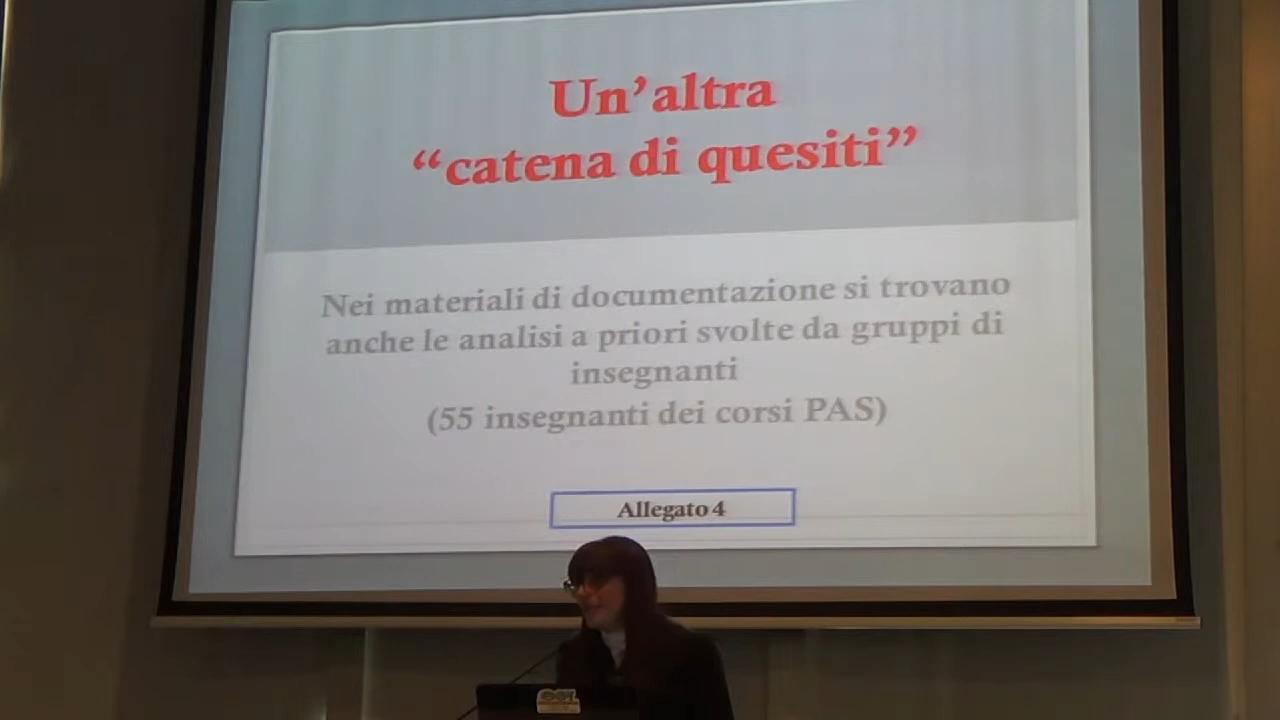 Un'altra
“catena di quesiti”
Nei materiali di documentazione si trovano
anche le analisi a priori svolte da gruppi di
insegnanti
(55 insegnanti dei corsi PAS)
Allegato 4